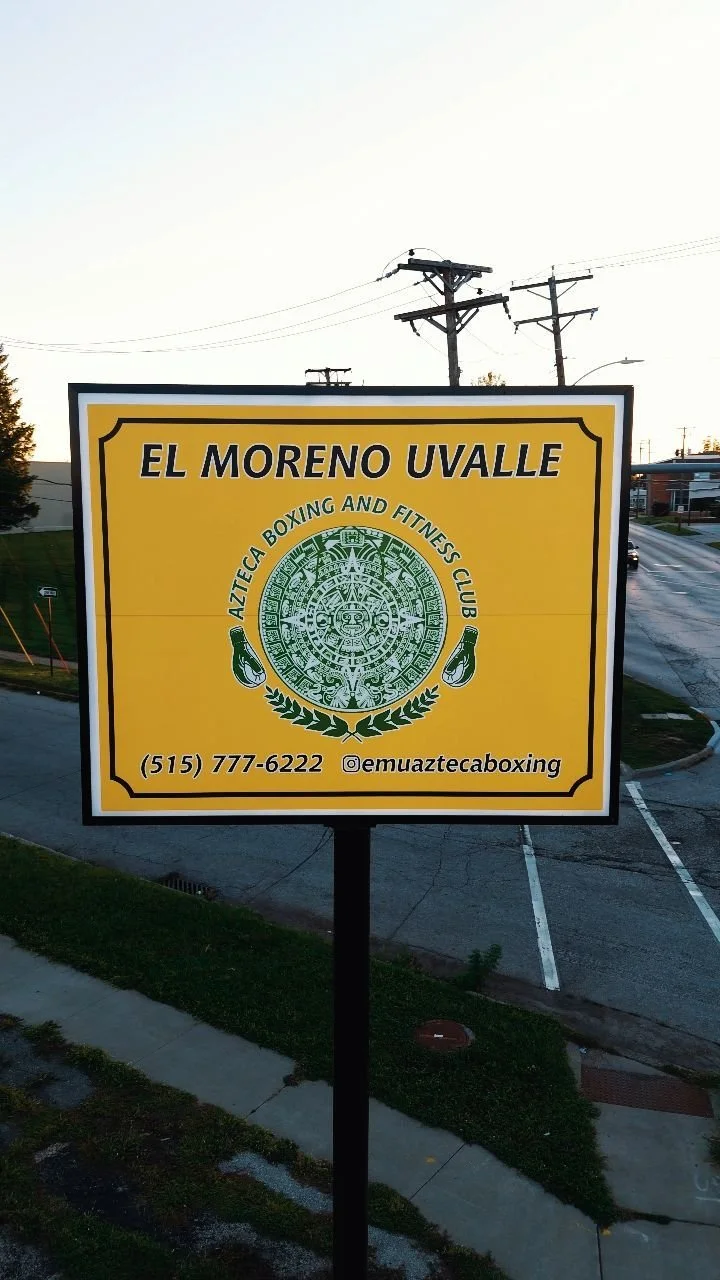 EL MORENO UVALLE
AZTECA BOXING AND FITNESS CLUB
(515) 777-6222 @emuaztecaboxing